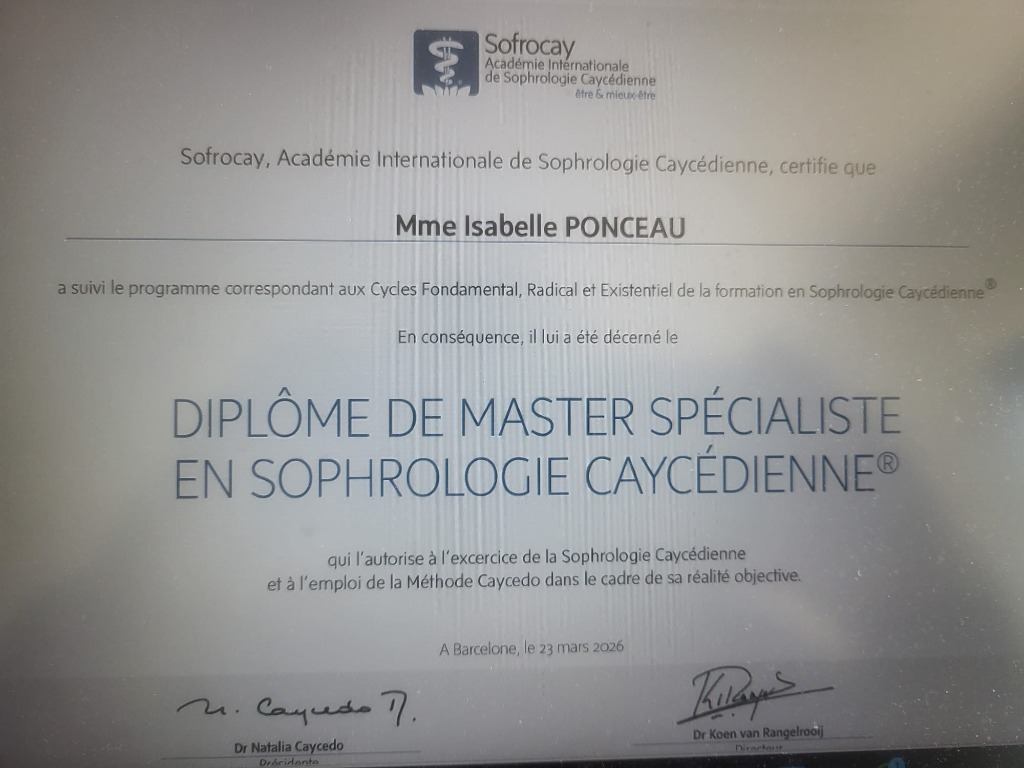 Sofrocay
Académie Internationale
de Sophrologie Caycédienne
être & mieux-être
Sofrocay, Académie Internationale de Sophrologie Caycédienne, certifie que
Mme Isabelle PONCEAU
a suivi le programme correspondant aux Cycles Fondamental, Radical et Existentiel de la formation en Sophrologie Caycédienne®
En conséquence, il lui a été décerné le
DIPLÔME DE MASTER SPÉCIALISTE
EN SOPHROLOGIE CAYCÉDIENNE®
qui l'autorise à l'excercice de la Sophrologie Caycédienne
et à l'emploi de la Méthode Caycedo dans le cadre de sa réalité objective.
A Barcelone, le 23 mars 2026
N. Caycedo D.
Dr Natalia Caycedo
Dr Koen van Rangelrooij
Présidente
Directeur